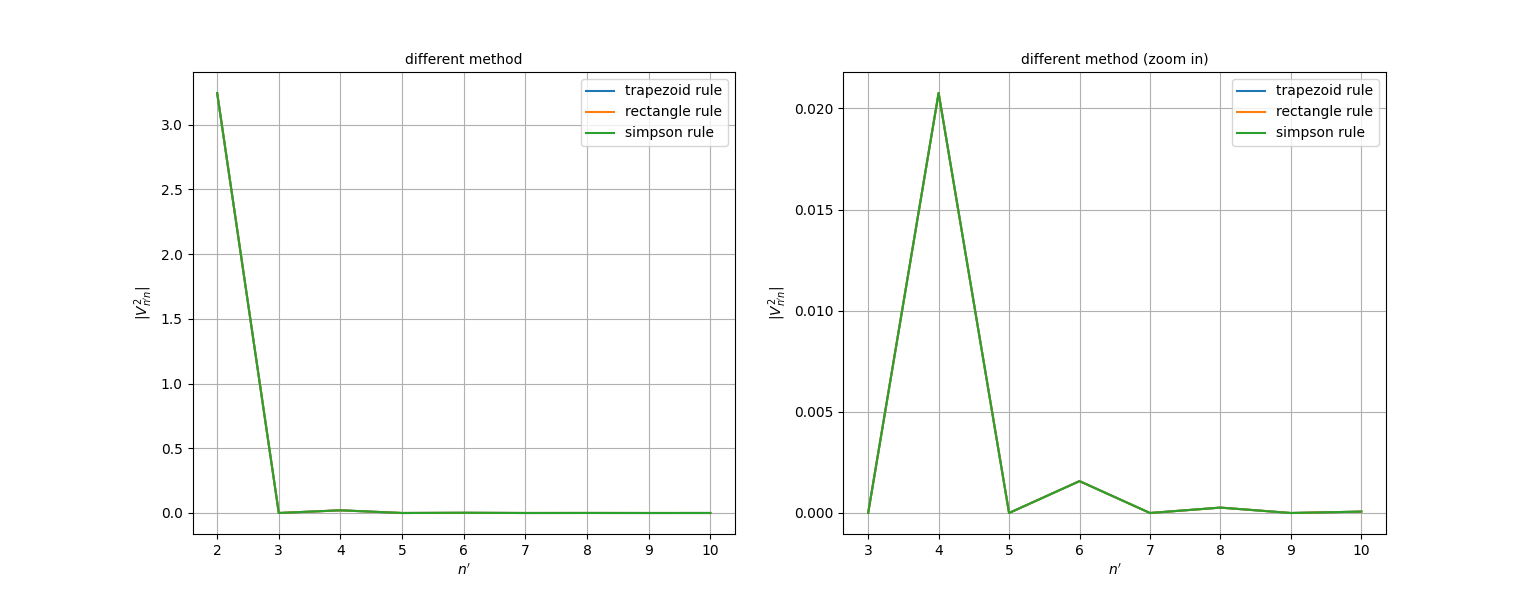 different method
trapezoid rule
rectangle rule
simpson rule
3.0
2.5
2.0
1.5
1.0
0.5
0.0
|V²ₙ′ₙ|
2 3 4 5 6 7 8 9 10
n′
different method (zoom in)
trapezoid rule
rectangle rule
simpson rule
0.020
0.015
0.010
0.005
0.000
|V²ₙ′ₙ|
3 4 5 6 7 8 9 10
n′